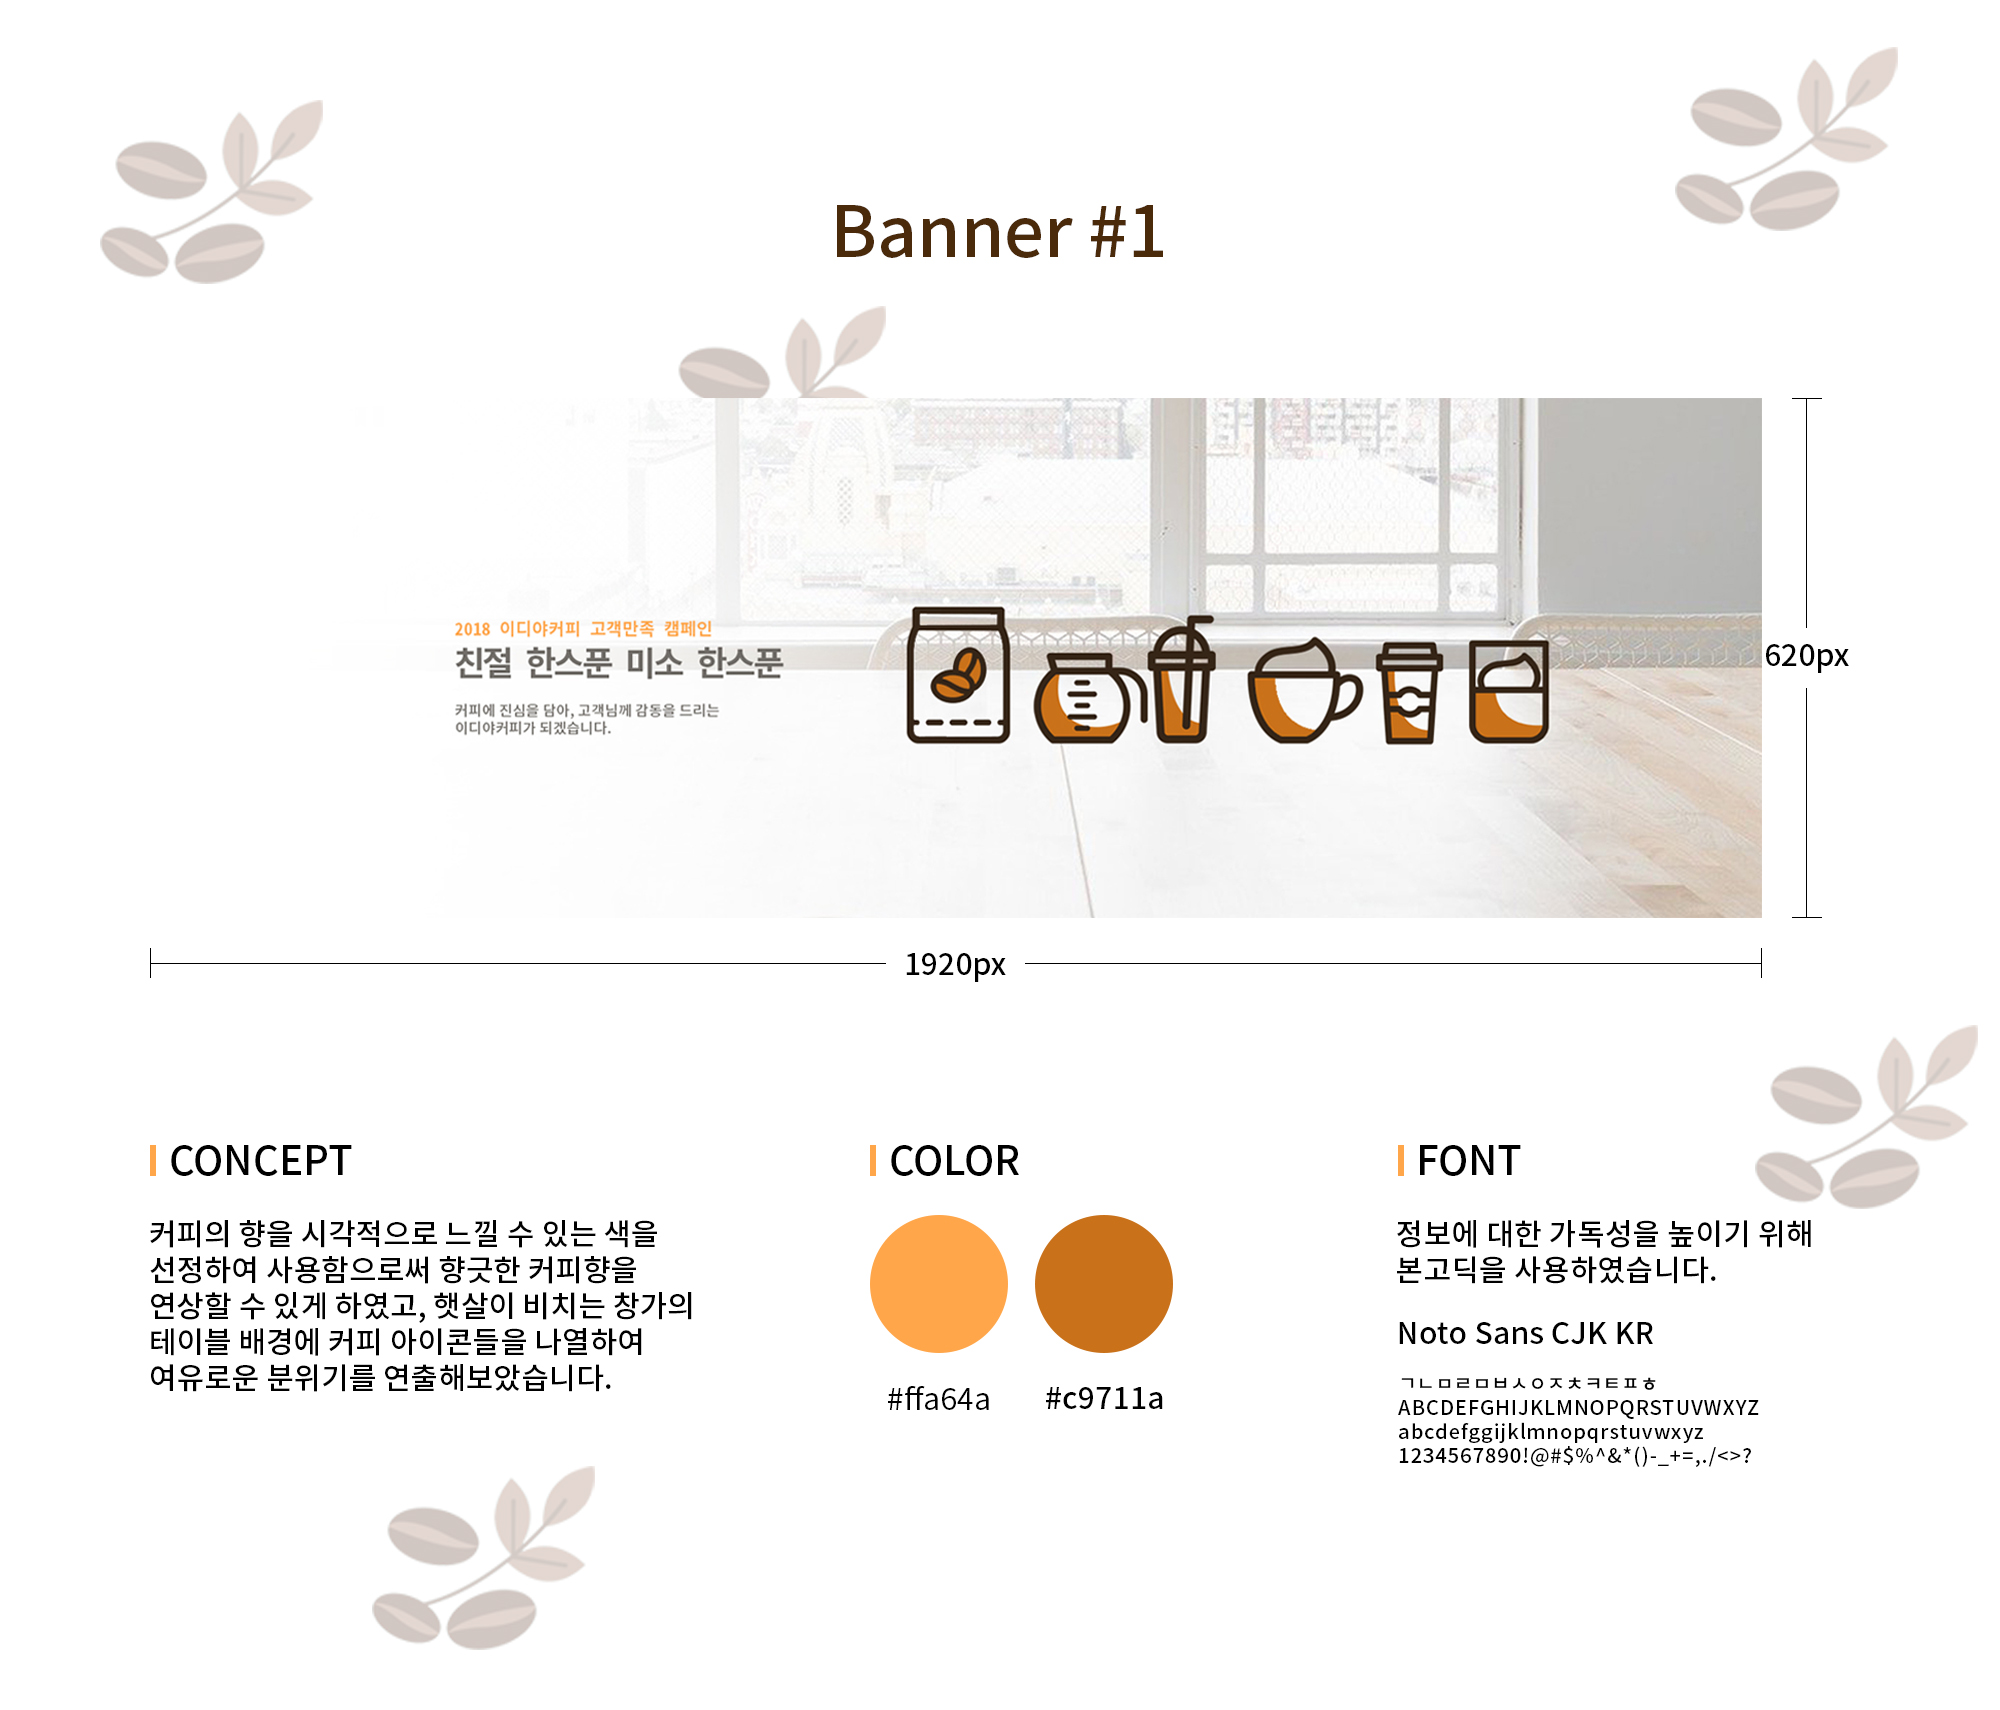 Banner #1
2018 이디야커피 고객만족 캠페인
친절 한스푼 미소 한스푼
커피에 진심을 담아, 고객님께 감동을 드리는
이디야커피가 되겠습니다.
620px
1920px
CONCEPT
커피의 향을 시각적으로 느낄 수 있는 색을
선정하여 사용함으로써 향긋한 커피향을
연상할 수 있게 하였고, 햇살이 비치는 창가의
테이블 배경에 커피 아이콘들을 나열하여
여유로운 분위기를 연출해보았습니다.
COLOR
#ffa64a
#c9711a
FONT
정보에 대한 가독성을 높이기 위해
본고딕을 사용하였습니다.
Noto Sans CJK KR
ㄱㄴㅁㄹㅁㅂㅅㅇㅈㅊㅋㅌㅍㅎ
ABCDEFGHIJKLMNOPQRSTUVWXYZ
abcdefggijklmnopqrstuvwxyz
1234567890!@#$%^&*()-_+=,./<>?